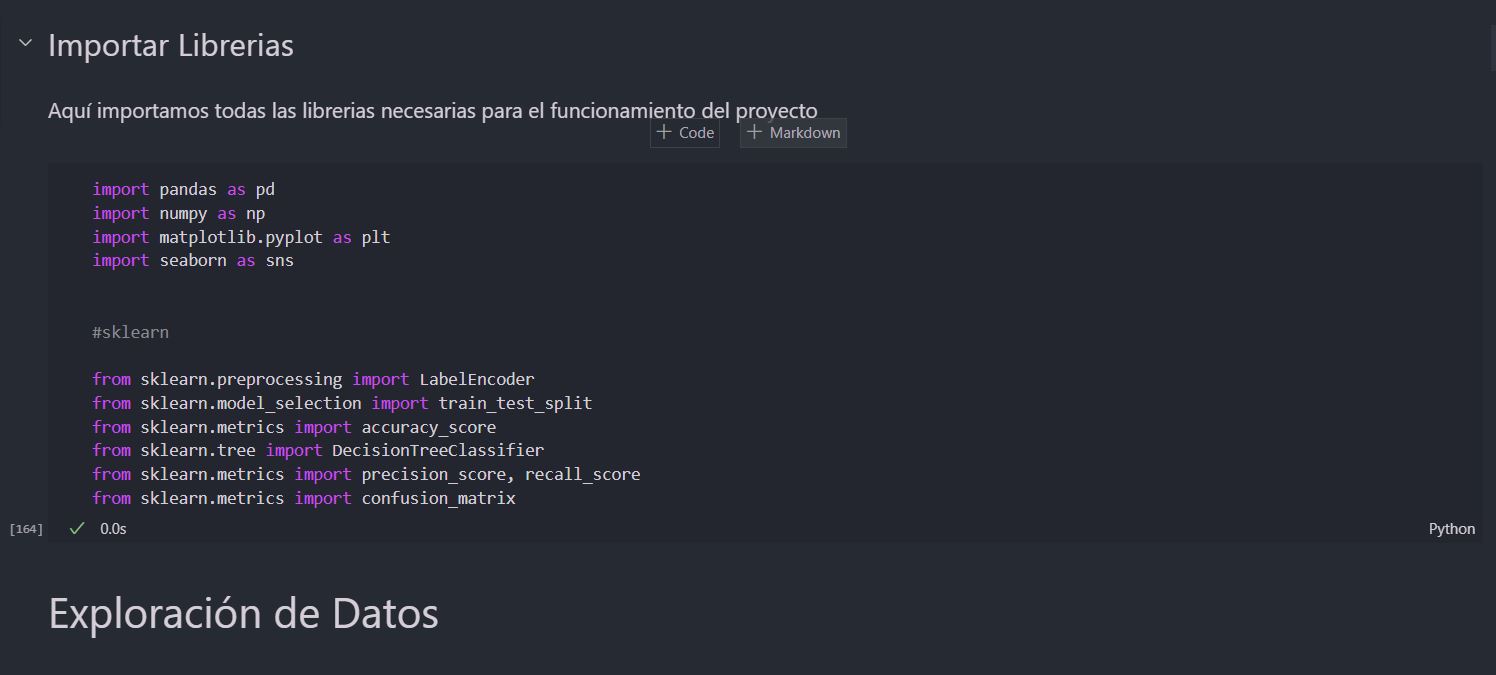 Importar Librerias
Aquí importamos todas las librerias necesarias para el funcionamiento del proyecto
+ Code + Markdown
import pandas as pd
import numpy as np
import matplotlib.pyplot as plt
import seaborn as sns
#sklearn
from sklearn.preprocessing import LabelEncoder
from sklearn.model_selection import train_test_split
from sklearn.metrics import accuracy_score
from sklearn.tree import DecisionTreeClassifier
from sklearn.metrics import precision_score, recall_score
from sklearn.metrics import confusion_matrix
[164] ✓ 0.0s Python
Exploración de Datos